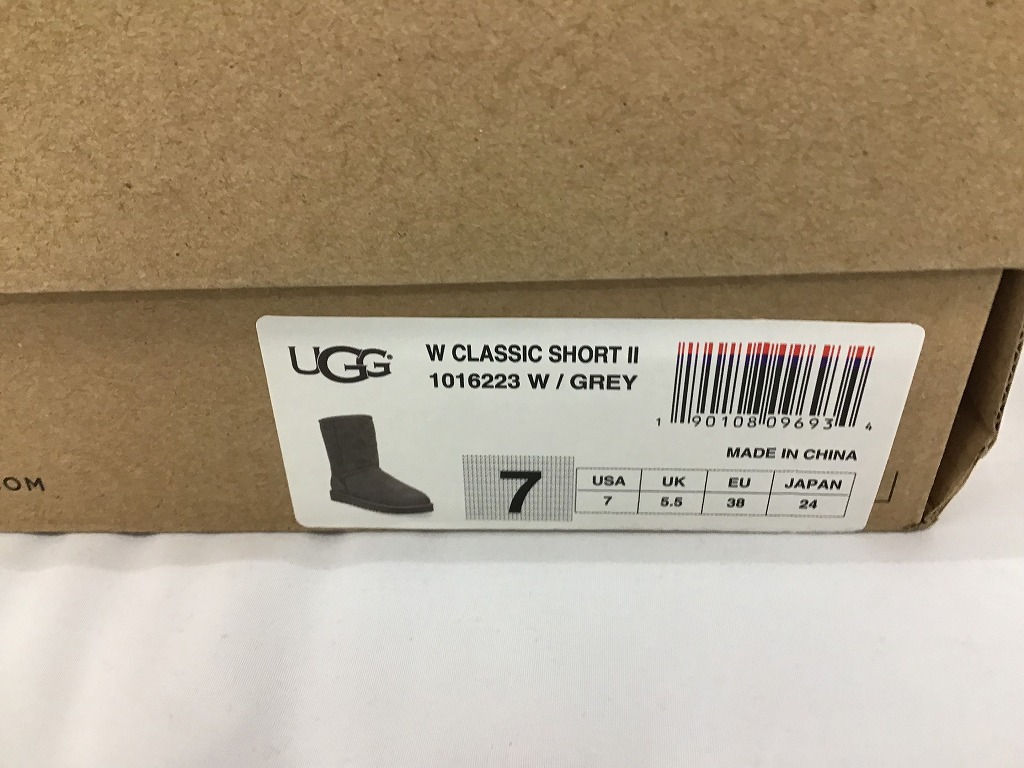 UGG
W CLASSIC SHORT II
1016223 W / GREY
1 90108 09693 4
MADE IN CHINA
7
USA UK EU JAPAN
7 5.5 38 24
OM